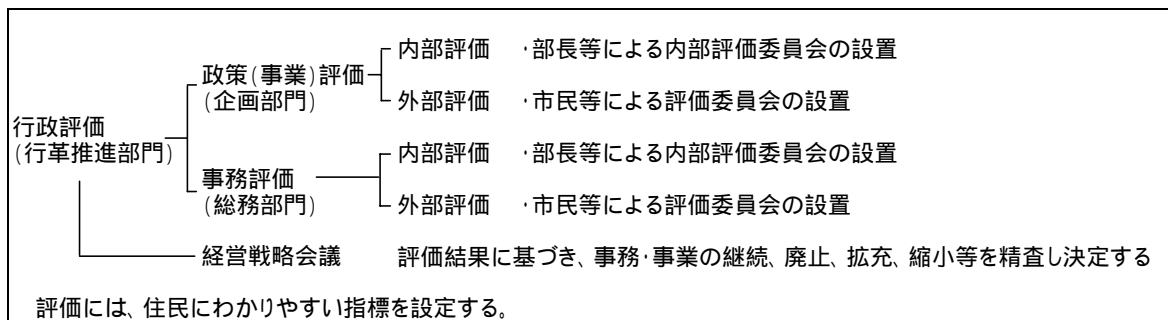 内部評価 ・部長等による内部評価委員会の設置
政策(事業)評価
(企画部門)
外部評価 ・市民等による評価委員会の設置
行政評価
(行革推進部門)
内部評価 ・部長等による内部評価委員会の設置
事務評価
(総務部門)
外部評価 ・市民等による評価委員会の設置
経営戦略会議 評価結果に基づき、事務・事業の継続、廃止、拡充、縮小等を精査し決定する
評価には、住民にわかりやすい指標を設定する。